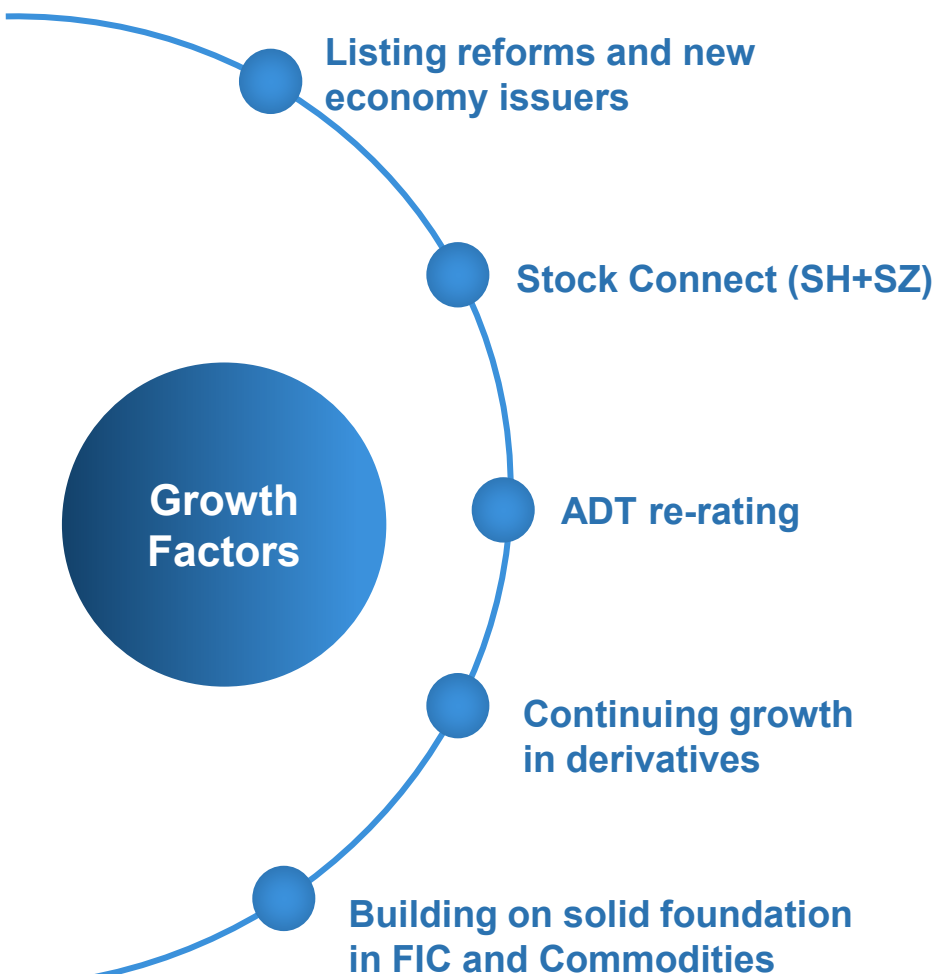 Listing reforms and new
economy issuers
Stock Connect (SH+SZ)
Growth
Factors
ADT re-rating
Continuing growth
in derivatives
Building on solid foundation
in FIC and Commodities